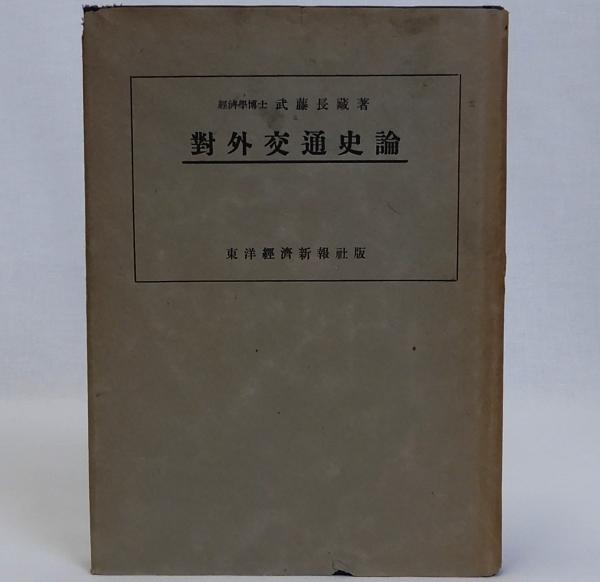 經濟學博士 武藤長藏著
對外交通史論
東洋經濟新報社版